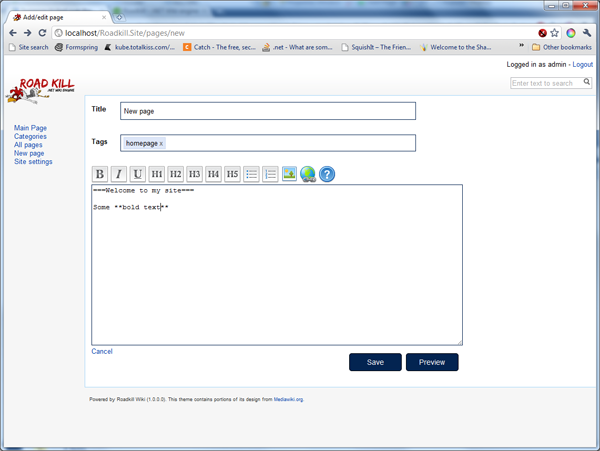 Add/edit page
localhost/Roadkill.Site/pages/new
Site search Formspring kube.totalkiss.com/... Catch - The free, sec... .net - What are som... SquishIt – The Frien... Welcome to the Sha... » Other bookmarks
Logged in as admin - Logout
ROAD KILL
.NET WIKI ENGINE
Enter text to search
Main Page
Categories
All pages
New page
Site settings
Title
New page
Tags
homepage x
B I U H1 H2 H3 H4 H5 ?
===Welcome to my site===
Some **bold text**
Cancel
Save
Preview
Powered by Roadkill Wiki (1.0.0.0). This theme contains portions of its design from Mediawiki.org.